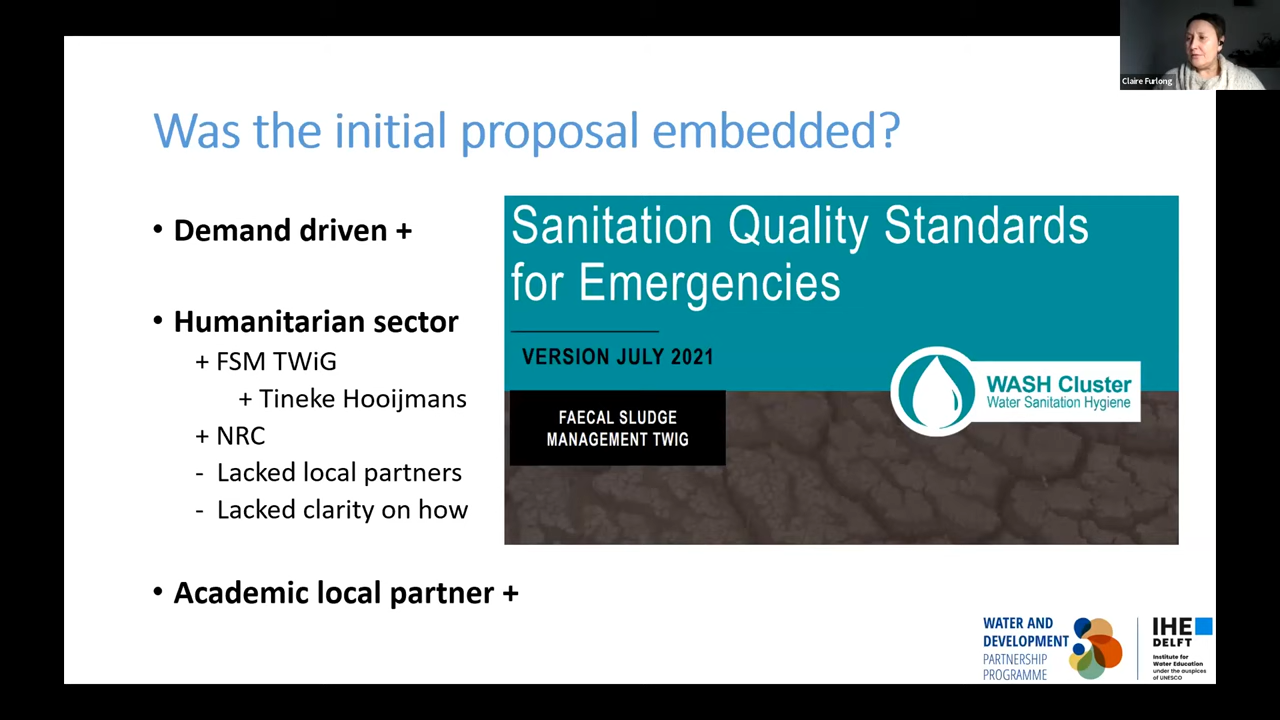 Claire Furlong
Was the initial proposal embedded?
• Demand driven +
• Humanitarian sector
+ FSM TWiG
+ Tineke Hooijmans
+ NRC
- Lacked local partners
- Lacked clarity on how
• Academic local partner +
Sanitation Quality Standards
for Emergencies
VERSION JULY 2021
FAECAL SLUDGE
MANAGEMENT TWIG
WASH Cluster
Water Sanitation Hygiene
WATER AND
DEVELOPMENT
PARTNERSHIP
PROGRAMME
IHE
DELFT
Institute for
Water Education
under the auspices
of UNESCO